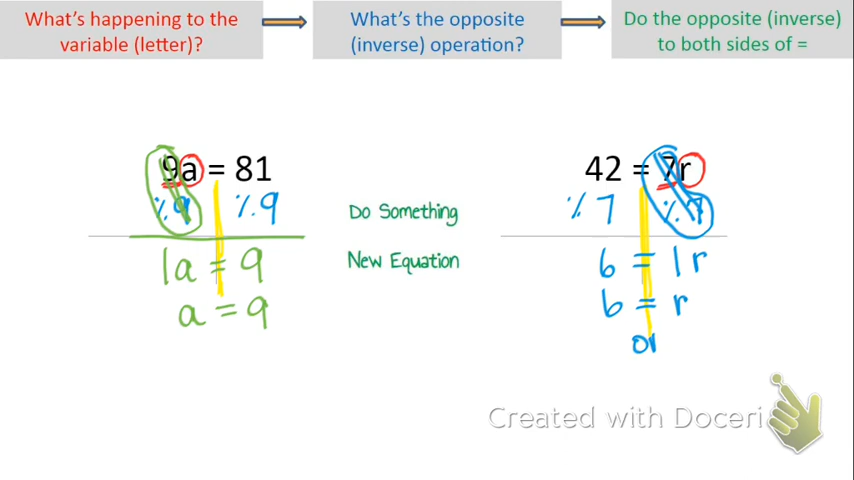 What's happening to the variable (letter)?
What's the opposite (inverse) operation?
Do the opposite (inverse) to both sides of =
9a = 81
÷9 ÷9
1a = 9
a = 9
Do Something
New Equation
42 = 7r
÷7 ÷7
6 = 1r
6 = r
or
Created with Doceri